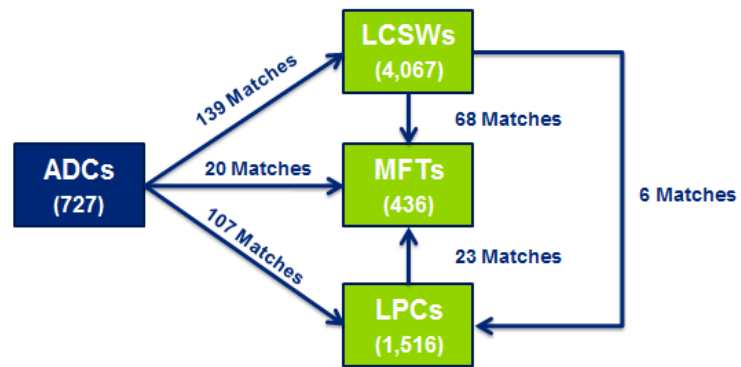 LCSWs
(4,067)
139 Matches
68 Matches
ADCs
(727)
20 Matches
MFTs
(436)
6 Matches
107 Matches
23 Matches
LPCs
(1,516)